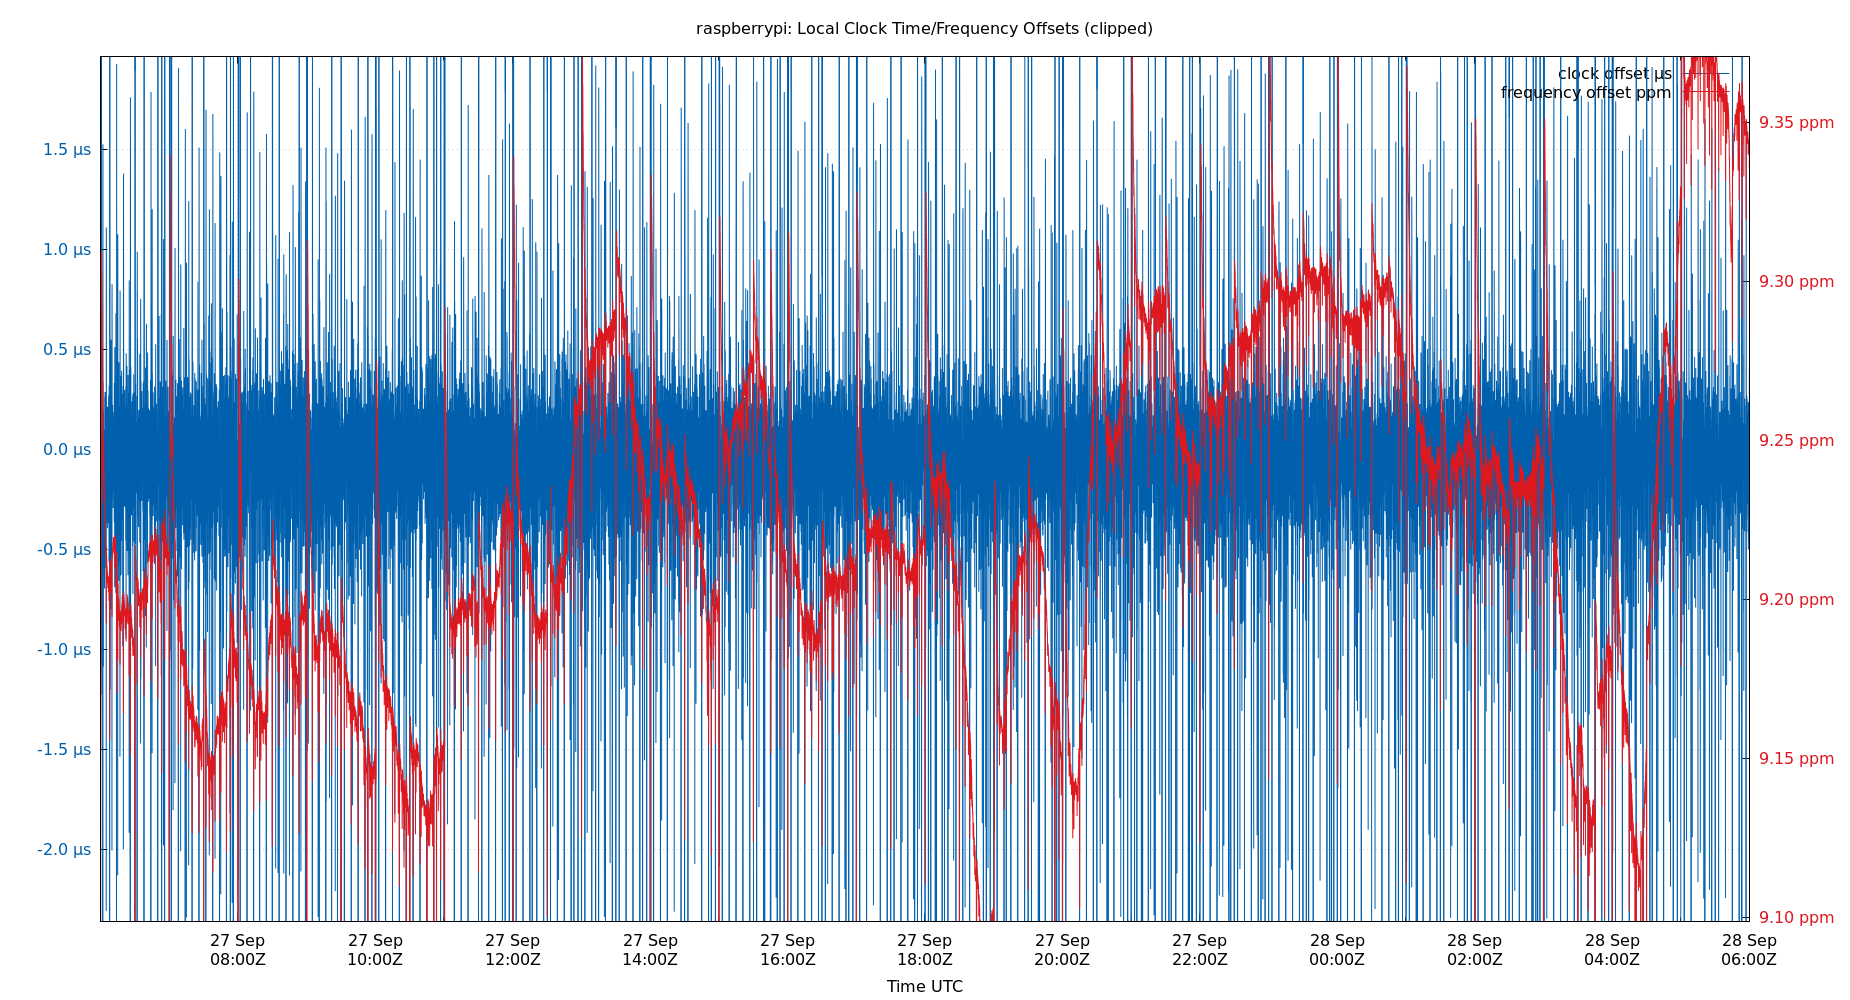 raspberrypi: Local Clock Time/Frequency Offsets (clipped)
clock offset µs
frequency offset ppm
1.5 µs
1.0 µs
0.5 µs
0.0 µs
-0.5 µs
-1.0 µs
-1.5 µs
-2.0 µs
9.35 ppm
9.30 ppm
9.25 ppm
9.20 ppm
9.15 ppm
9.10 ppm
27 Sep 27 Sep 27 Sep 27 Sep 27 Sep 27 Sep 27 Sep 27 Sep 28 Sep 28 Sep 28 Sep 28 Sep
08:00Z 10:00Z 12:00Z 14:00Z 16:00Z 18:00Z 20:00Z 22:00Z 00:00Z 02:00Z 04:00Z 06:00Z
Time UTC